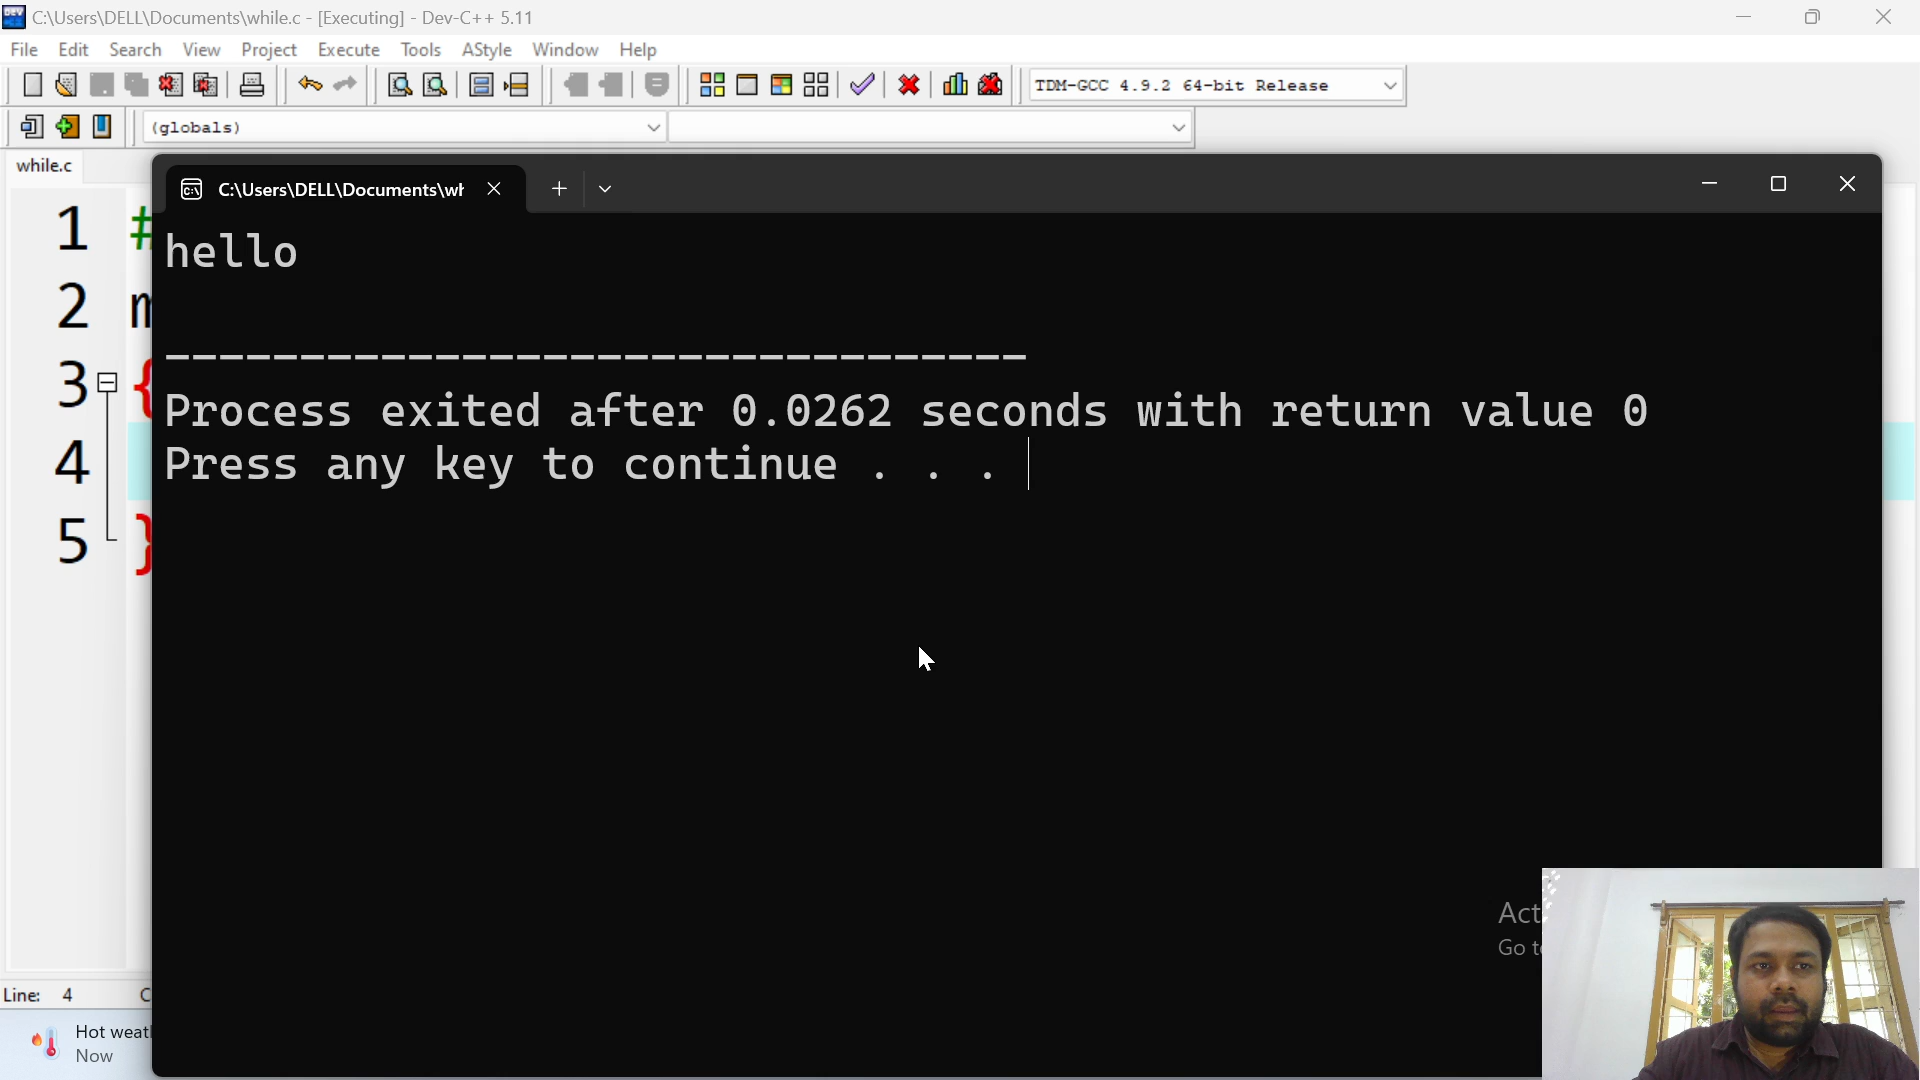 C:\Users\DELL\Documents\while.c - [Executing] - Dev-C++ 5.11
File Edit Search View Project Execute Tools AStyle Window Help
TDM-GCC 4.9.2 64-bit Release
(globals)
while.c
C:\Users\DELL\Documents\wh
1 #
2 m
3 {
4
5 }
hello
--------------------------------
Process exited after 0.0262 seconds with return value 0
Press any key to continue . . .
Act
Go to
Line: 4 C
Hot weat
Now